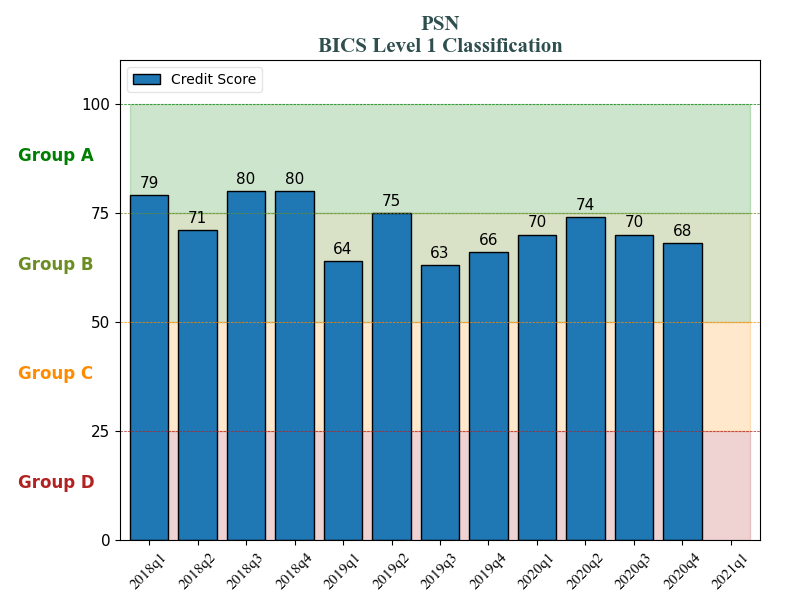 PSN
BICS Level 1 Classification
Credit Score
100
75
50
25
0
Group A
Group B
Group C
Group D
79
71
80
80
64
75
63
66
70
74
70
68
2018q1
2018q2
2018q3
2018q4
2019q1
2019q2
2019q3
2019q4
2020q1
2020q2
2020q3
2020q4
2021q1